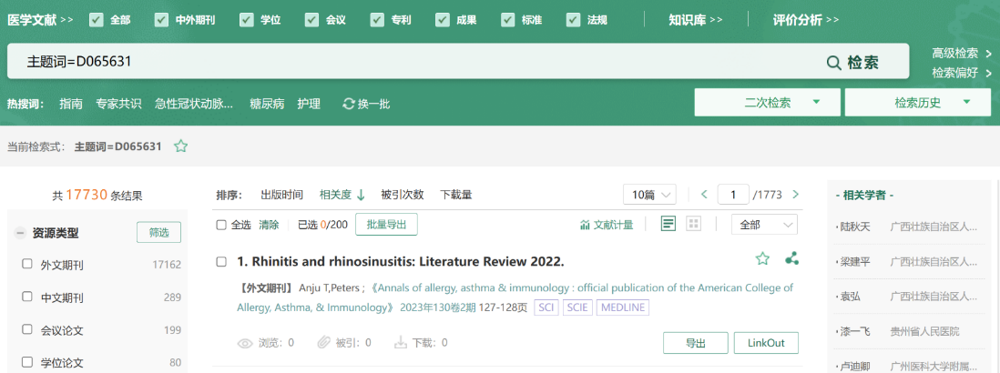 医学文献 >> 全部 中外期刊 学位 会议 专利 成果 标准 法规 知识库 >> 评价分析 >>
主题词=D065631 检索
高级检索 >
检索偏好 >
热搜词： 指南 专家共识 急性冠状动脉... 糖尿病 护理 换一批 二次检索 检索历史
当前检索式： 主题词=D065631
共 17730 条结果
资源类型 筛选
外文期刊 17162
中文期刊 289
会议论文 199
学位论文 80
排序： 出版时间 相关度 被引次数 下载量 10篇 < 1 /1773 >
全选 清除 已选 0/200 批量导出 文献计量 全部
1. Rhinitis and rhinosinusitis: Literature Review 2022.
【外文期刊】 Anju T,Peters ; 《Annals of allergy, asthma & immunology : official publication of the American College of
Allergy, Asthma, & Immunology》 2023年130卷2期 127-128页 SCI SCIE MEDLINE
浏览：0 被引：0 下载：0 导出 LinkOut
- 相关学者 -
·陆秋天 广西壮族自治区人...
·梁建平 广西壮族自治区人...
·袁弘 广西壮族自治区人...
·漆一飞 贵州省人民医院
·卢迪卿 广州医科大学附属...